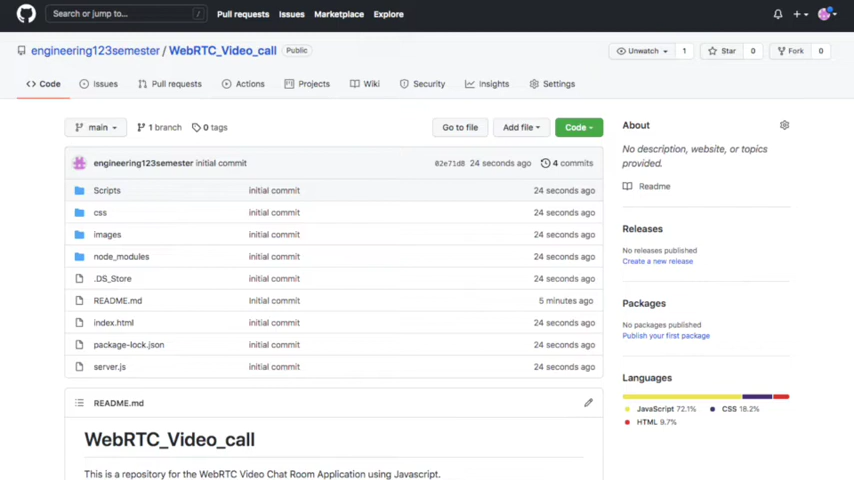 Search or jump to... / Pull requests Issues Marketplace Explore
engineering123semester / WebRTC_Video_call Public Unwatch 1 Star 0 Fork 0
<> Code Issues Pull requests Actions Projects Wiki Security Insights Settings
main 1 branch 0 tags Go to file Add file Code
engineering123semester initial commit 02e71d8 24 seconds ago 4 commits
Scripts initial commit 24 seconds ago
css initial commit 24 seconds ago
images initial commit 24 seconds ago
node_modules initial commit 24 seconds ago
.DS_Store initial commit 24 seconds ago
README.md Initial commit 5 minutes ago
index.html initial commit 24 seconds ago
package-lock.json initial commit 24 seconds ago
server.js initial commit 24 seconds ago
README.md
WebRTC_Video_call
This is a repository for the WebRTC Video Chat Room Application using Javascript.
About
No description, website, or topics
provided.
Readme
Releases
No releases published
Create a new release
Packages
No packages published
Publish your first package
Languages
JavaScript 72.1% CSS 18.2%
HTML 9.7%